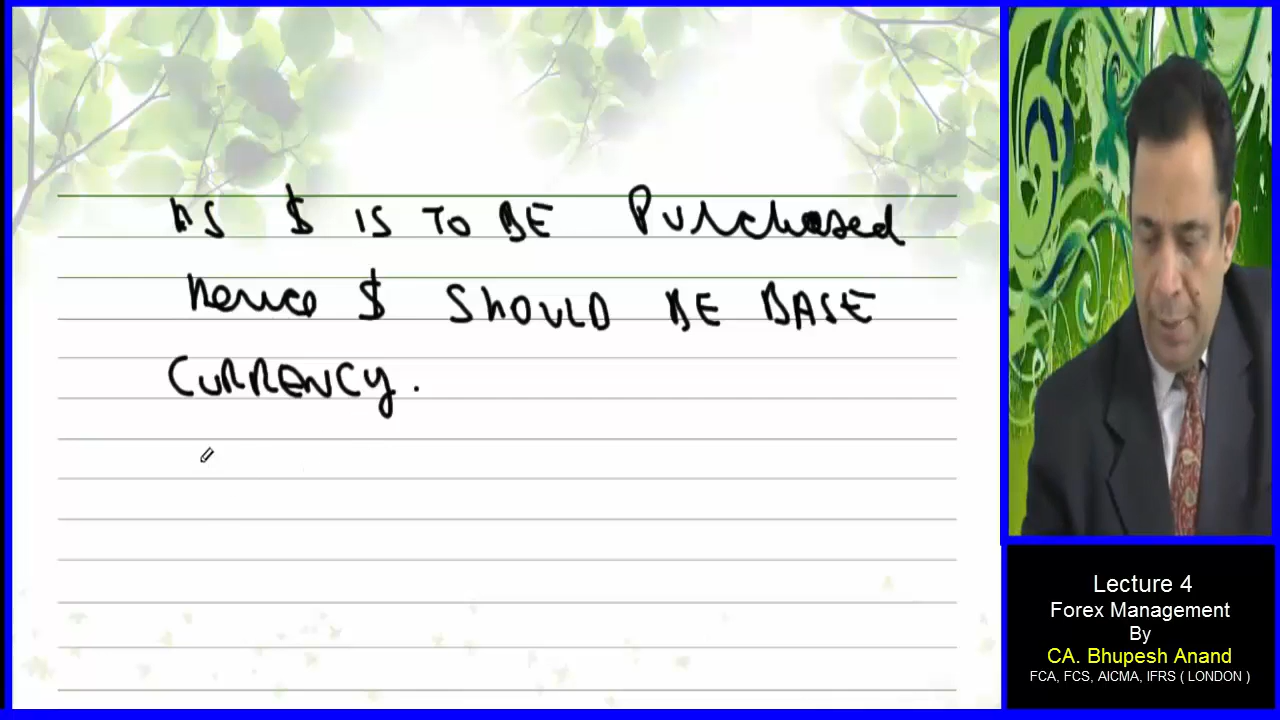 AS $ IS TO BE Purchased
hence $ SHOULD BE BASE
CURRENCY.
Lecture 4
Forex Management
By
CA. Bhupesh Anand
FCA, FCS, AICMA, IFRS ( LONDON )